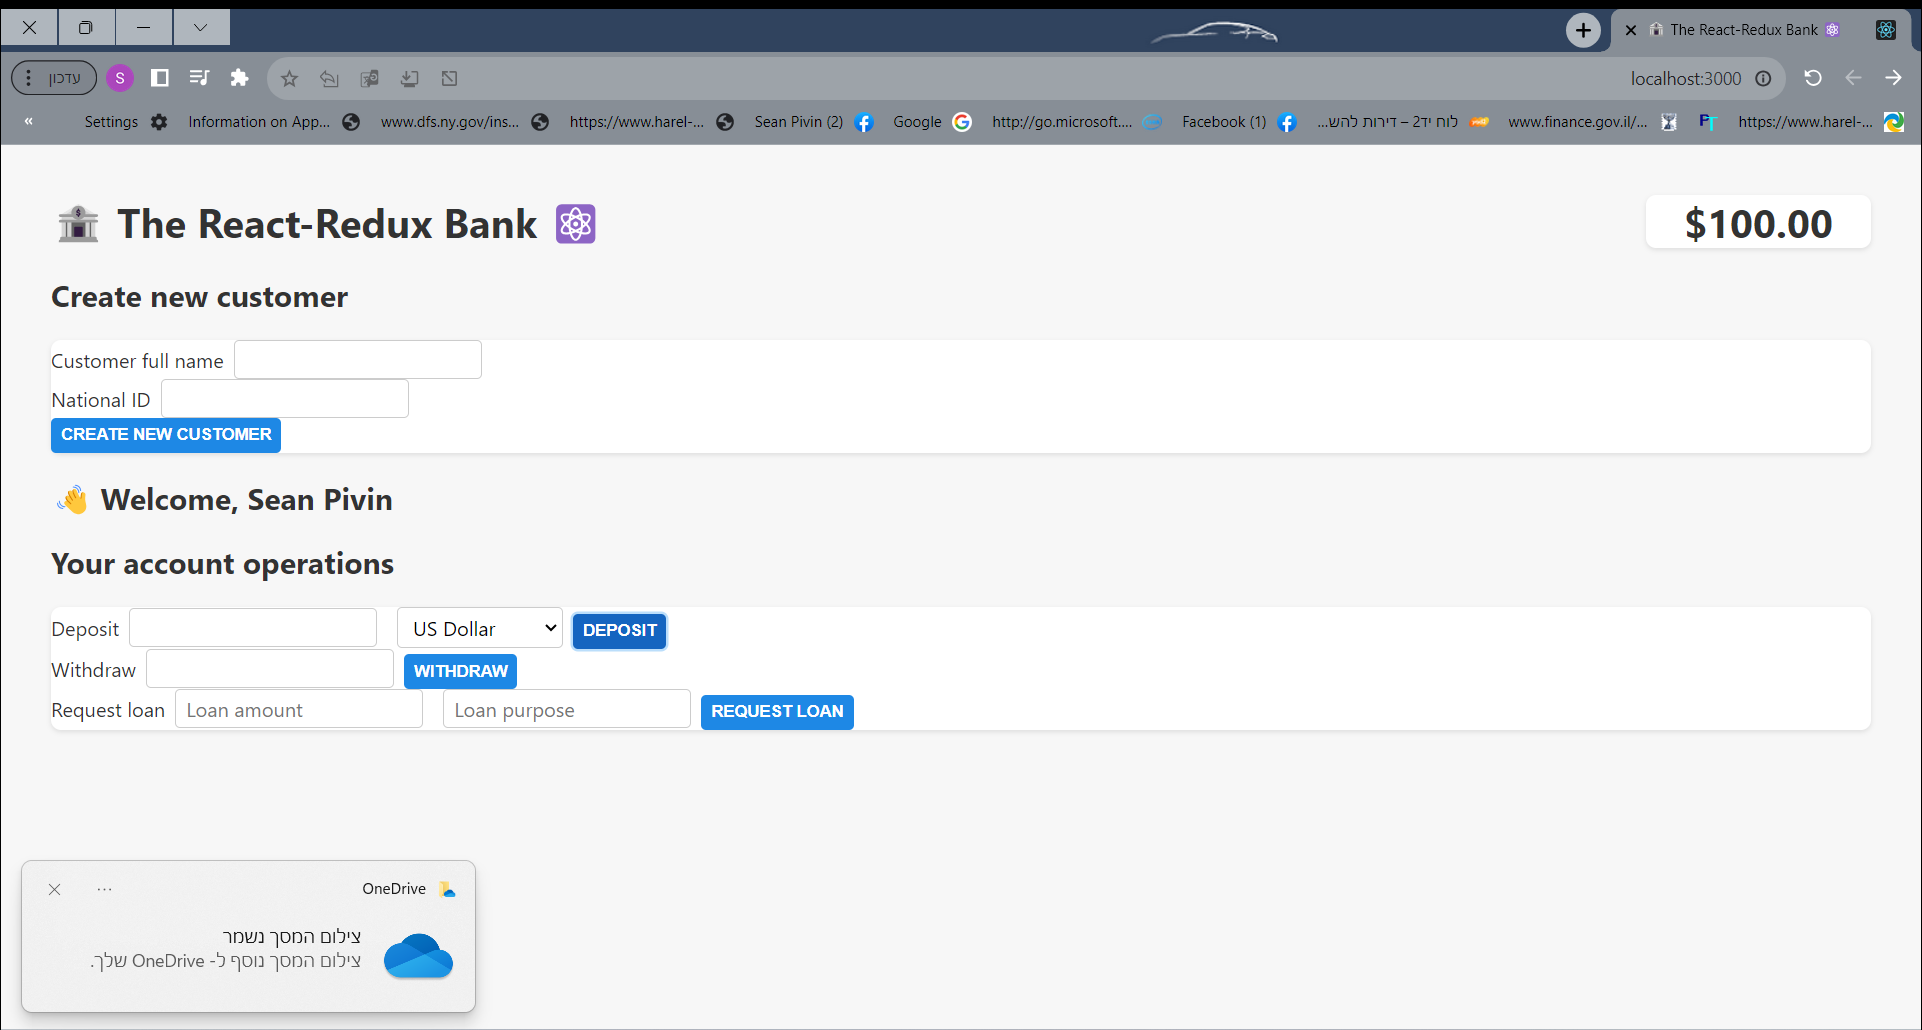 The React-Redux Bank
עדכון
S
localhost:3000
«
Settings
Information on App...
www.dfs.ny.gov/ins...
https://www.harel-...
Sean Pivin (2)
Google
http://go.microsoft....
Facebook (1)
לוח יד2 – דירות להש...
www.finance.gov.il/...
https://www.harel-...
The React-Redux Bank
$100.00
Create new customer
Customer full name
National ID
CREATE NEW CUSTOMER
Welcome, Sean Pivin
Your account operations
Deposit US Dollar DEPOSIT
Withdraw WITHDRAW
Request loan Loan amount Loan purpose REQUEST LOAN
OneDrive
צילום המסך נשמר
צילום המסך נוסף ל- OneDrive שלך.